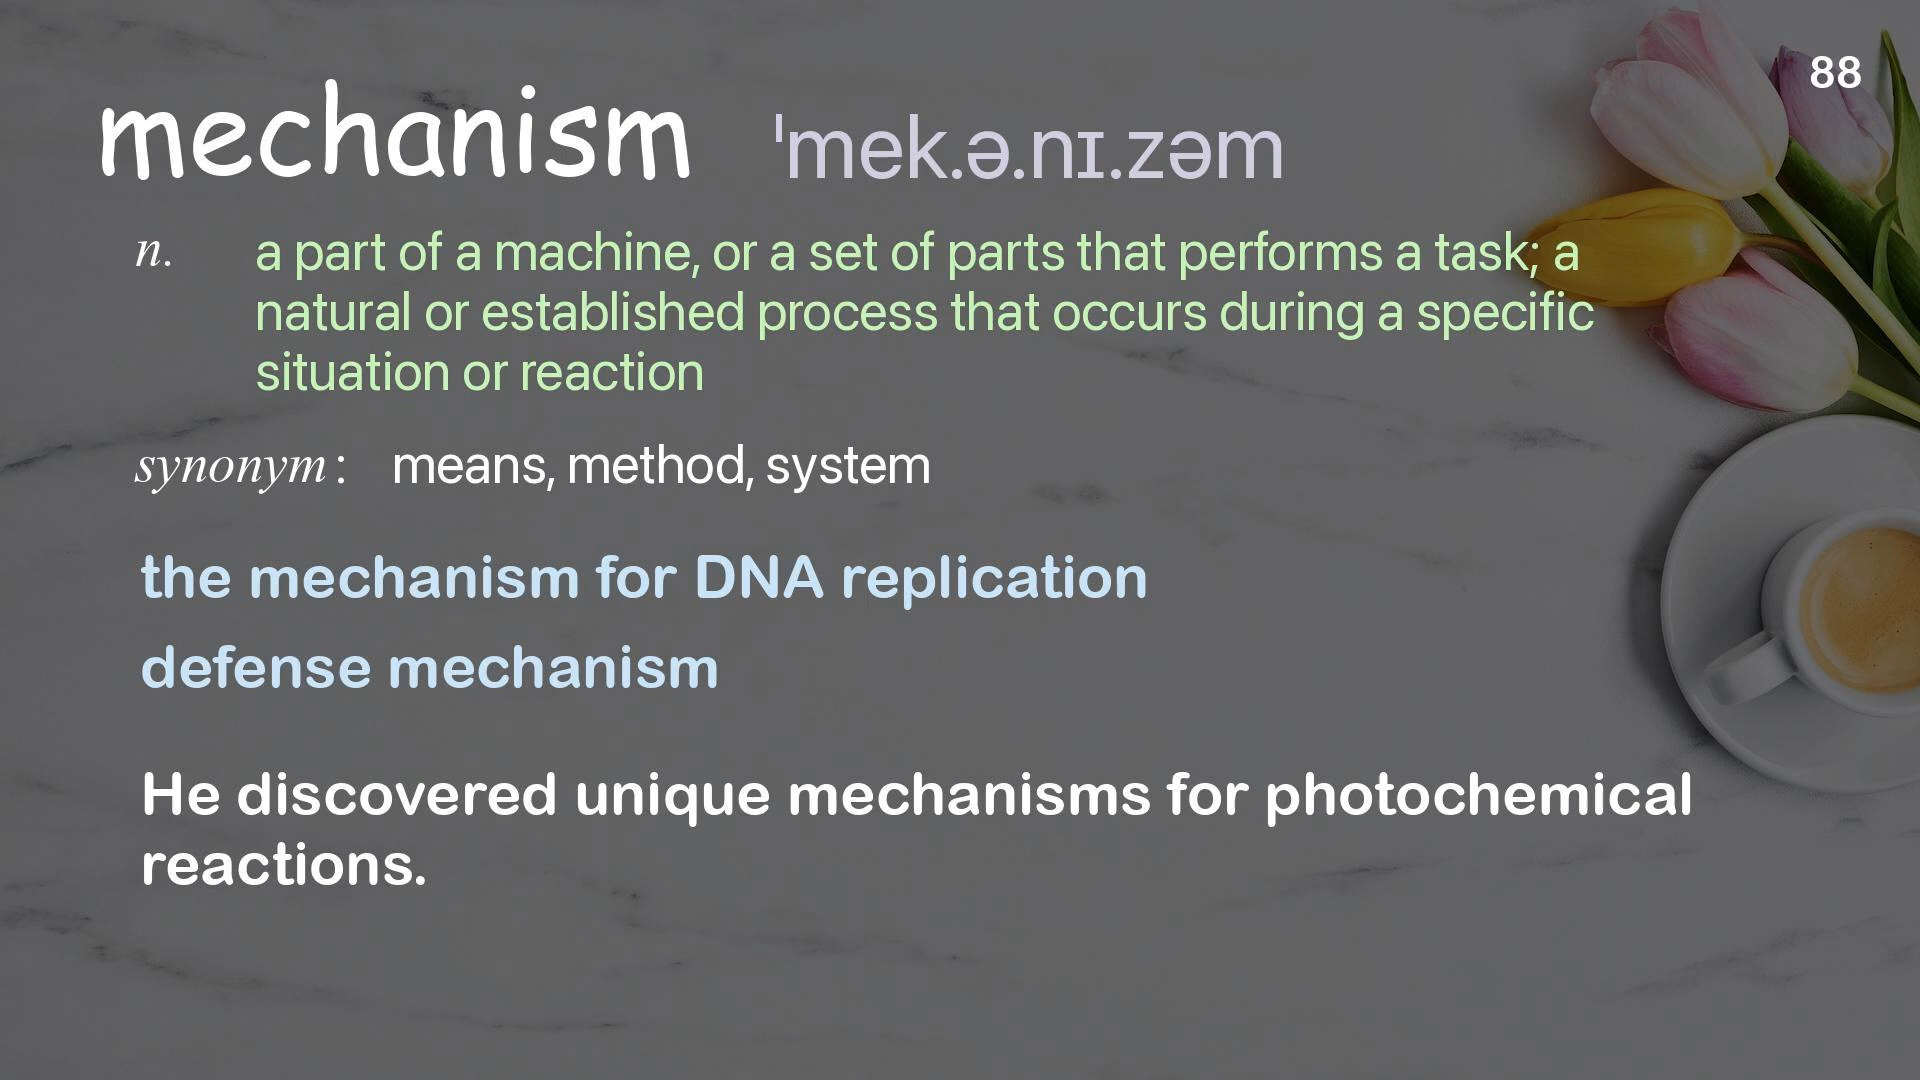 88
mechanism ˈmek.ə.nɪ.zəm
n. a part of a machine, or a set of parts that performs a task; a
natural or established process that occurs during a specific
situation or reaction
synonym: means, method, system
the mechanism for DNA replication
defense mechanism
He discovered unique mechanisms for photochemical
reactions.